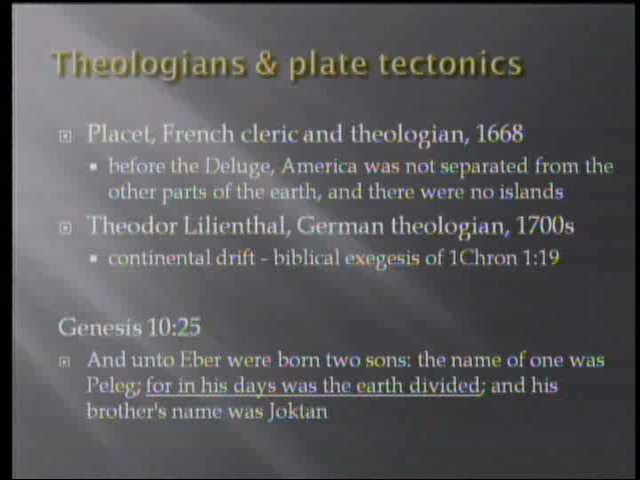 Theologians & plate tectonics
Placet, French cleric and theologian, 1668
before the Deluge, America was not separated from the
other parts of the earth, and there were no islands
Theodor Lilienthal, German theologian, 1700s
continental drift - biblical exegesis of 1Chron 1:19
Genesis 10:25
And unto Eber were born two sons: the name of one was
Peleg; for in his days was the earth divided; and his
brother's name was Joktan